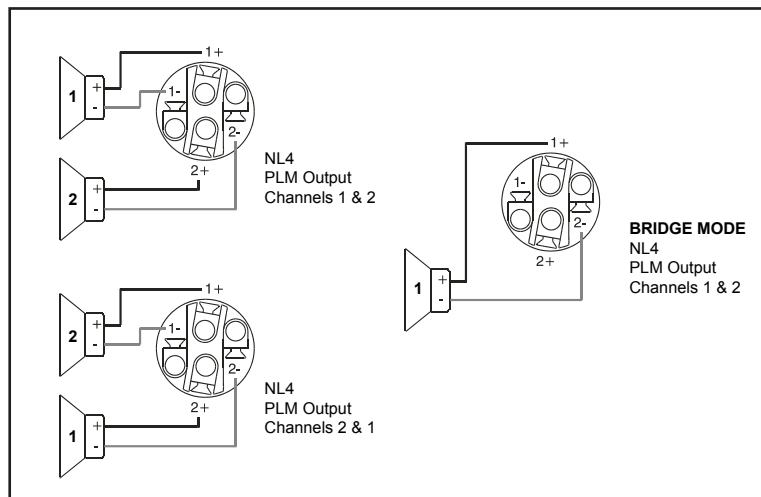 1+
+
1
-
1-
2-
+
2
-
2+
NL4
PLM Output
Channels 1 & 2
1+
+
2
-
1-
2-
+
1
-
2+
NL4
PLM Output
Channels 2 & 1
1+
1-
2-
2+
+
1
-
BRIDGE MODE
NL4
PLM Output
Channels 1 & 2